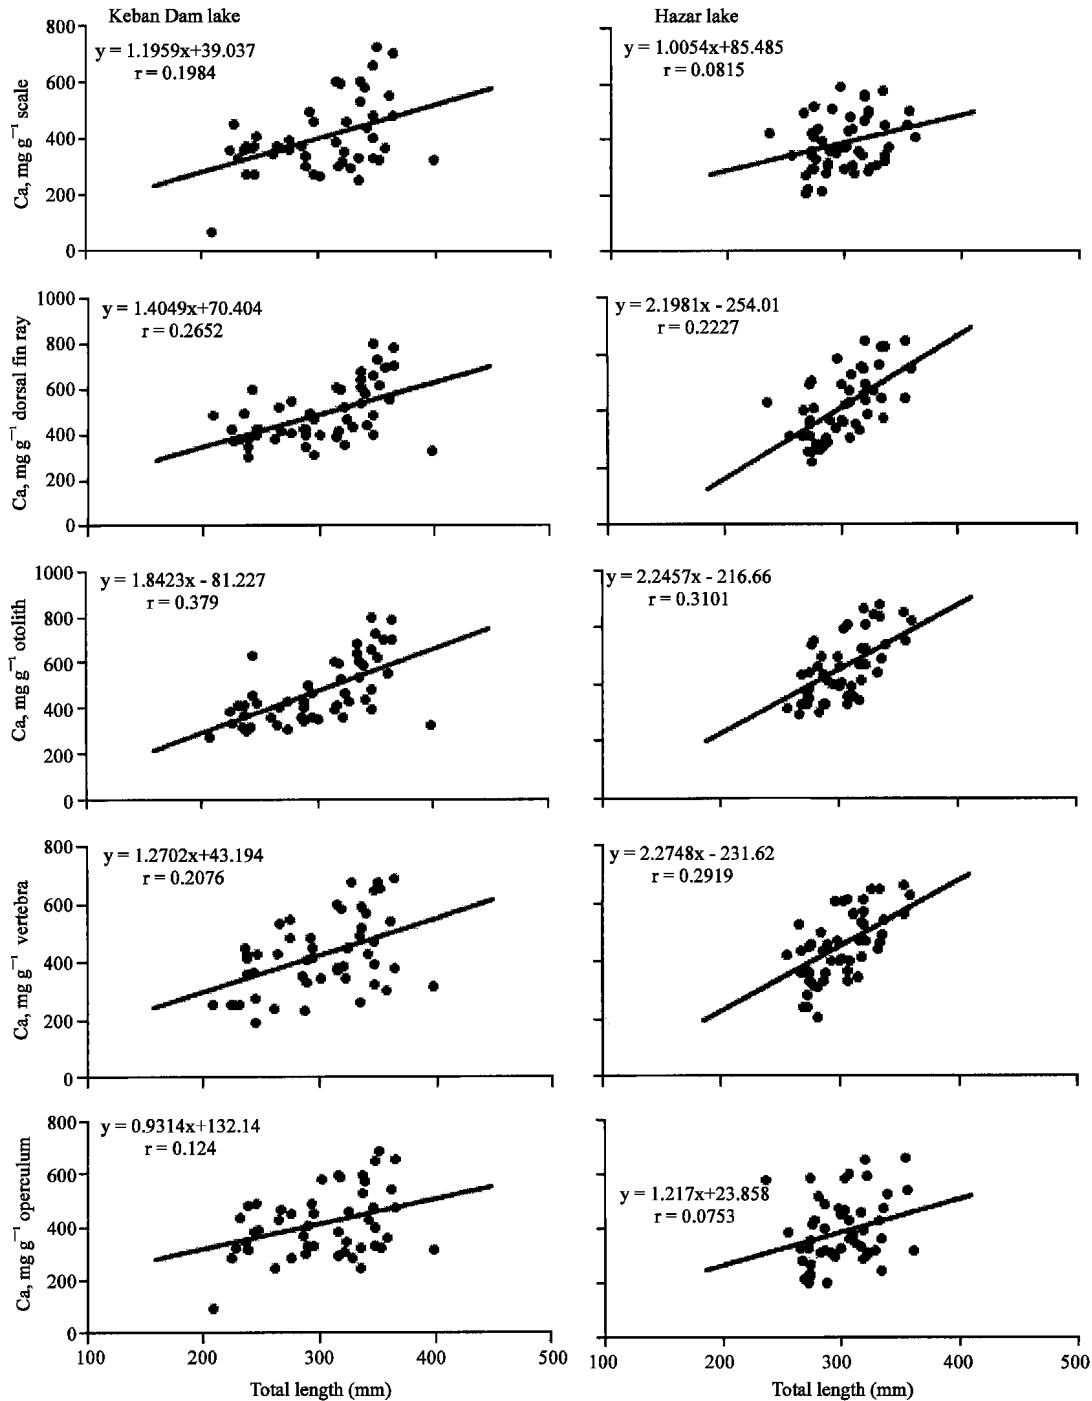 Keban Dam lake
Hazar lake
800
600
400
200
0
Ca, mg g⁻¹ scale
y = 1.1959x+39.037
r = 0.1984
y = 1.0054x+85.485
r = 0.0815
1000
800
600
400
200
0
Ca, mg g⁻¹ dorsal fin ray
y = 1.4049x+70.404
r = 0.2652
y = 2.1981x - 254.01
r = 0.2227
1000
800
600
400
200
0
Ca, mg g⁻¹ otolith
y = 1.8423x - 81.227
r = 0.379
y = 2.2457x - 216.66
r = 0.3101
800
600
400
200
0
Ca, mg g⁻¹ vertebra
y = 1.2702x+43.194
r = 0.2076
y = 2.2748x - 231.62
r = 0.2919
800
600
400
200
0
Ca, mg g⁻¹ operculum
y = 0.9314x+132.14
r = 0.124
y = 1.217x+23.858
r = 0.0753
100 200 300 400 500
100 200 300 400 500
Total length (mm)
Total length (mm)